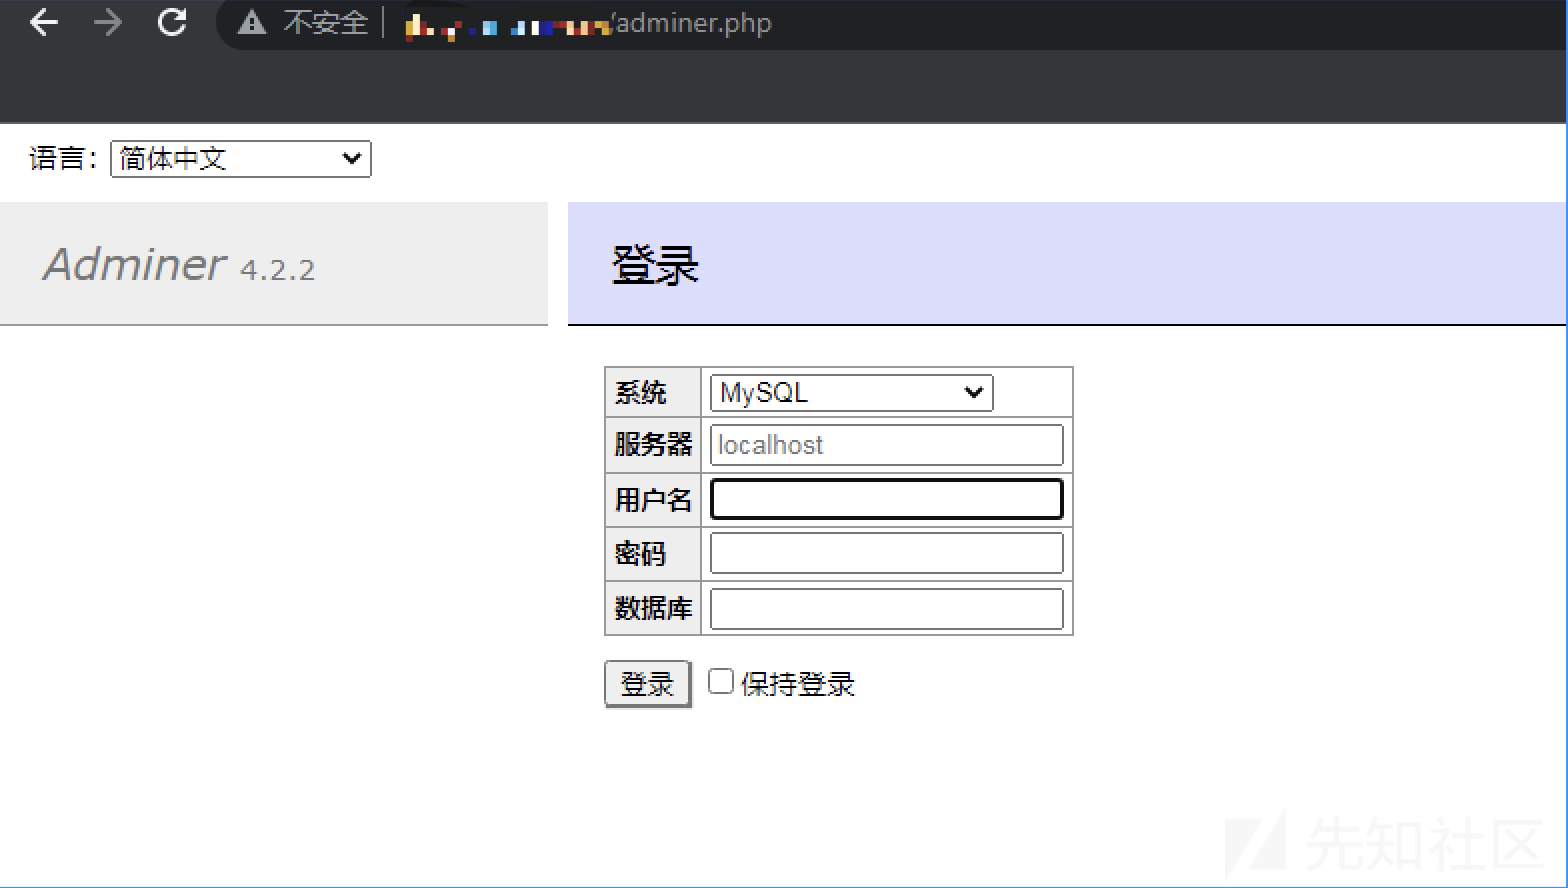 不安全 /adminer.php
语言: 简体中文
Adminer 4.2.2
登录
系统 MySQL
服务器 localhost
用户名
密码
数据库
登录 保持登录
先知社区